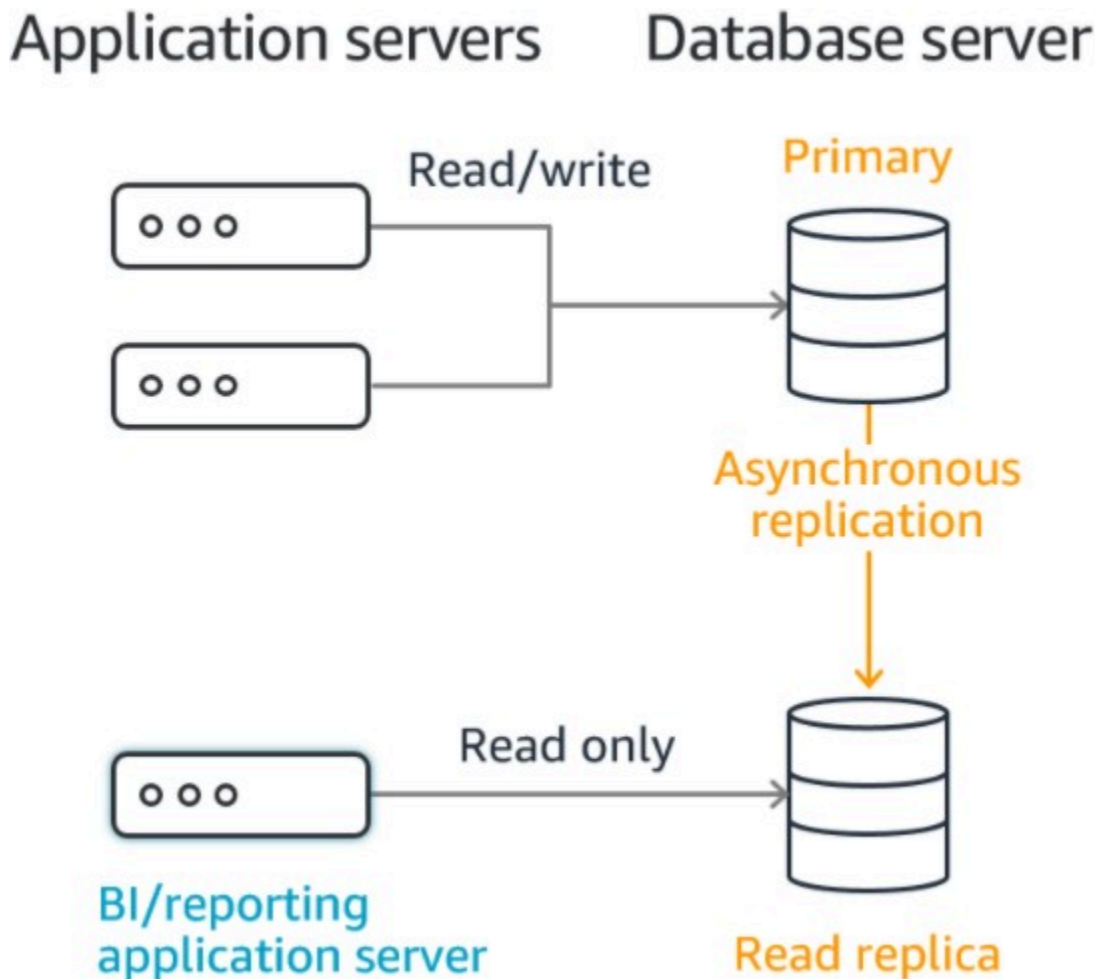 Application servers
Database server
Read/write
Primary
Asynchronous
replication
Read only
BI/reporting
application server
Read replica